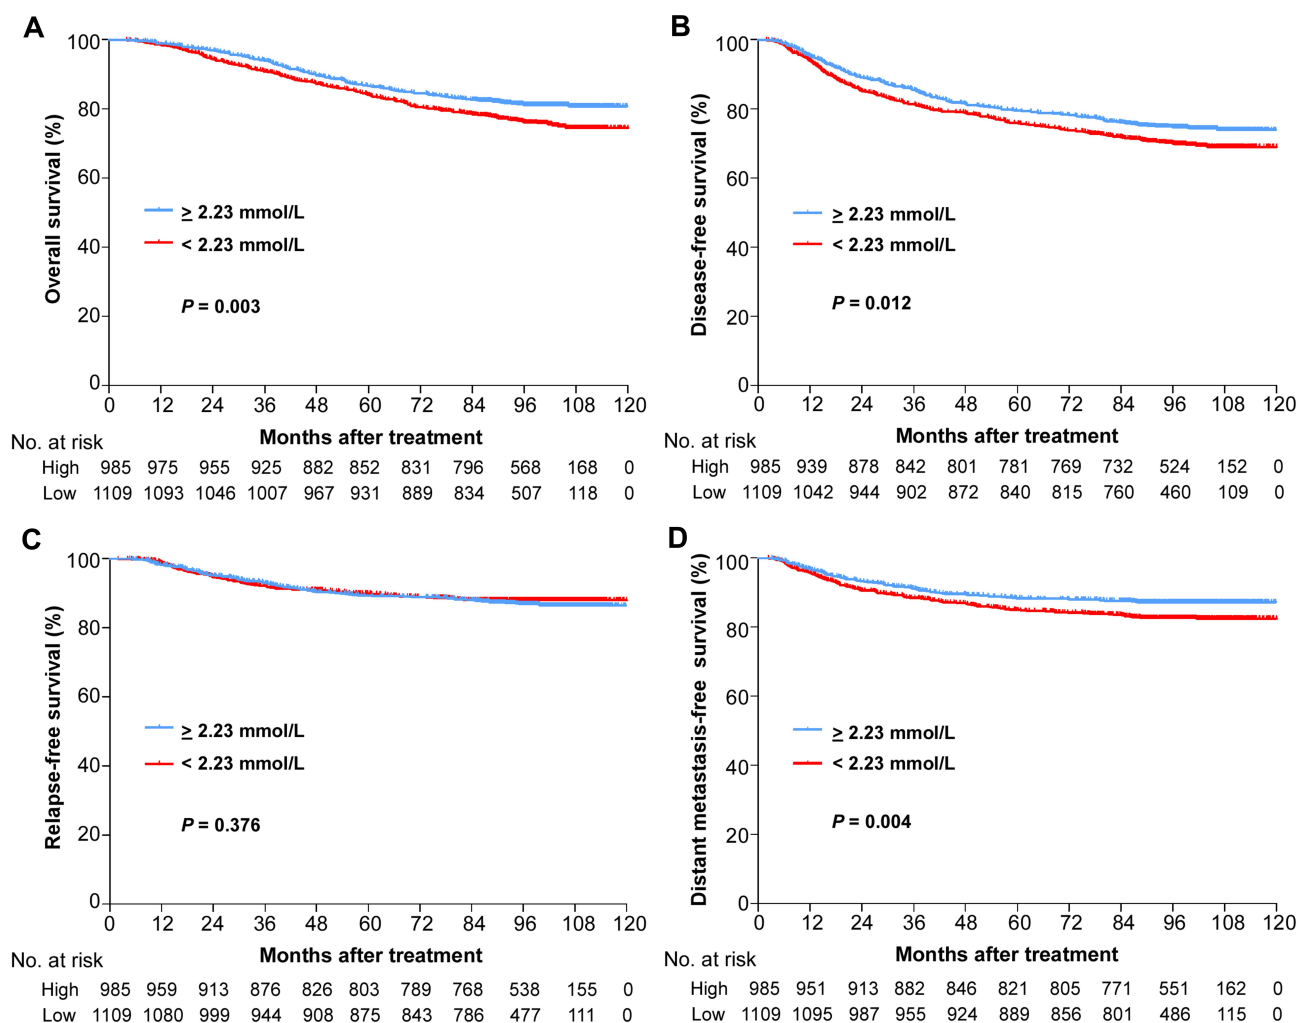 A
Overall survival (%)
100
80
60
40
20
0
≥ 2.23 mmol/L
< 2.23 mmol/L
P = 0.003
0 12 24 36 48 60 72 84 96 108 120
Months after treatment
No. at risk
High 985 975 955 925 882 852 831 796 568 168 0
Low 1109 1093 1046 1007 967 931 889 834 507 118 0
B
Disease-free survival (%)
100
80
60
40
20
0
≥ 2.23 mmol/L
< 2.23 mmol/L
P = 0.012
0 12 24 36 48 60 72 84 96 108 120
Months after treatment
No. at risk
High 985 939 878 842 801 781 769 732 524 152 0
Low 1109 1042 944 902 872 840 815 760 460 109 0
C
Relapse-free survival (%)
100
80
60
40
20
0
≥ 2.23 mmol/L
< 2.23 mmol/L
P = 0.376
0 12 24 36 48 60 72 84 96 108 120
Months after treatment
No. at risk
High 985 959 913 876 826 803 789 768 538 155 0
Low 1109 1080 999 944 908 875 843 786 477 111 0
D
Distant metastasis-free survival (%)
100
80
60
40
20
0
≥ 2.23 mmol/L
< 2.23 mmol/L
P = 0.004
0 12 24 36 48 60 72 84 96 108 120
Months after treatment
No. at risk
High 985 951 913 882 846 821 805 771 551 162 0
Low 1109 1095 987 955 924 889 856 801 486 115 0